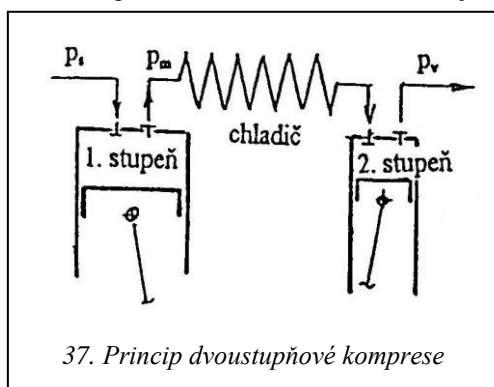 pₛ pₘ pᵥ
chladič
1. stupeň 2. stupeň
37. Princip dvoustupňové komprese